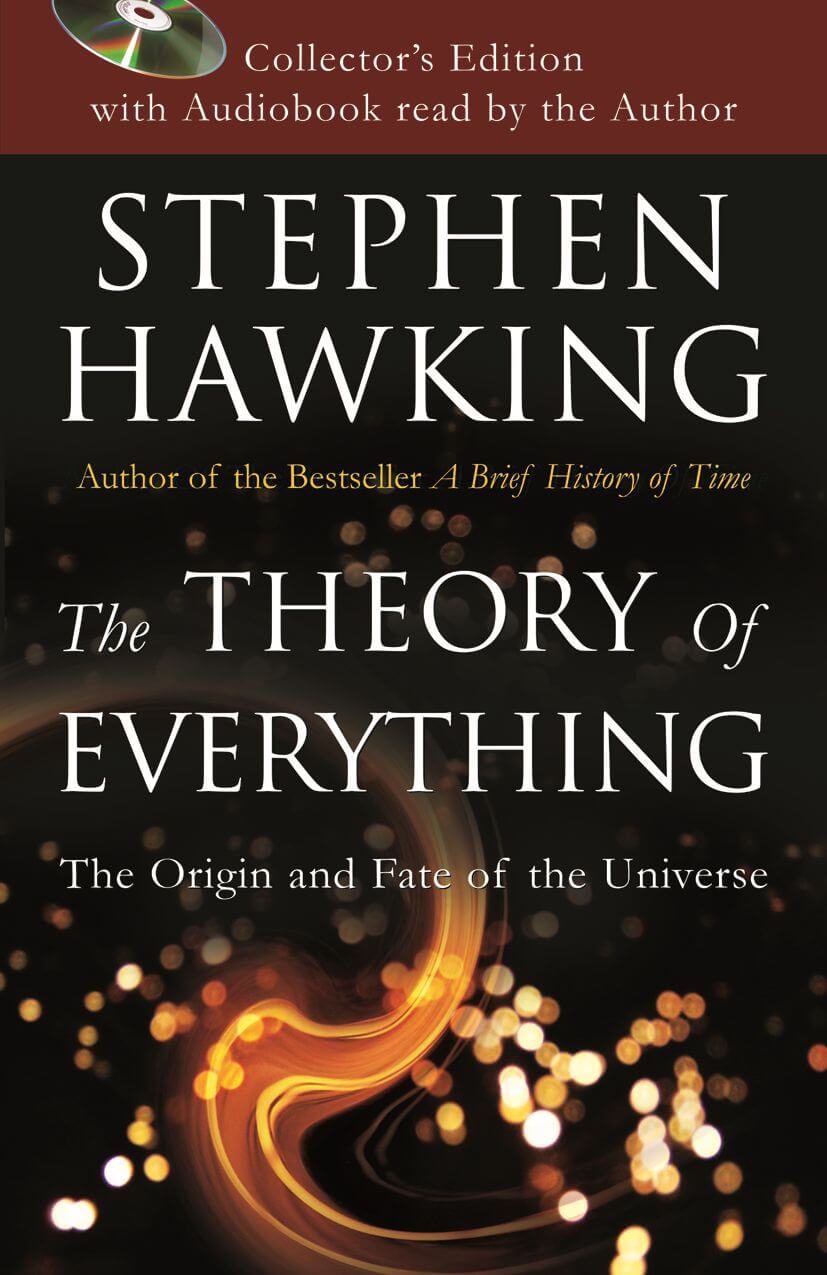 Collector's Edition
with Audiobook read by the Author
STEPHEN
HAWKING
Author of the Bestseller A Brief History of Time
The THEORY Of
EVERYTHING
The Origin and Fate of the Universe